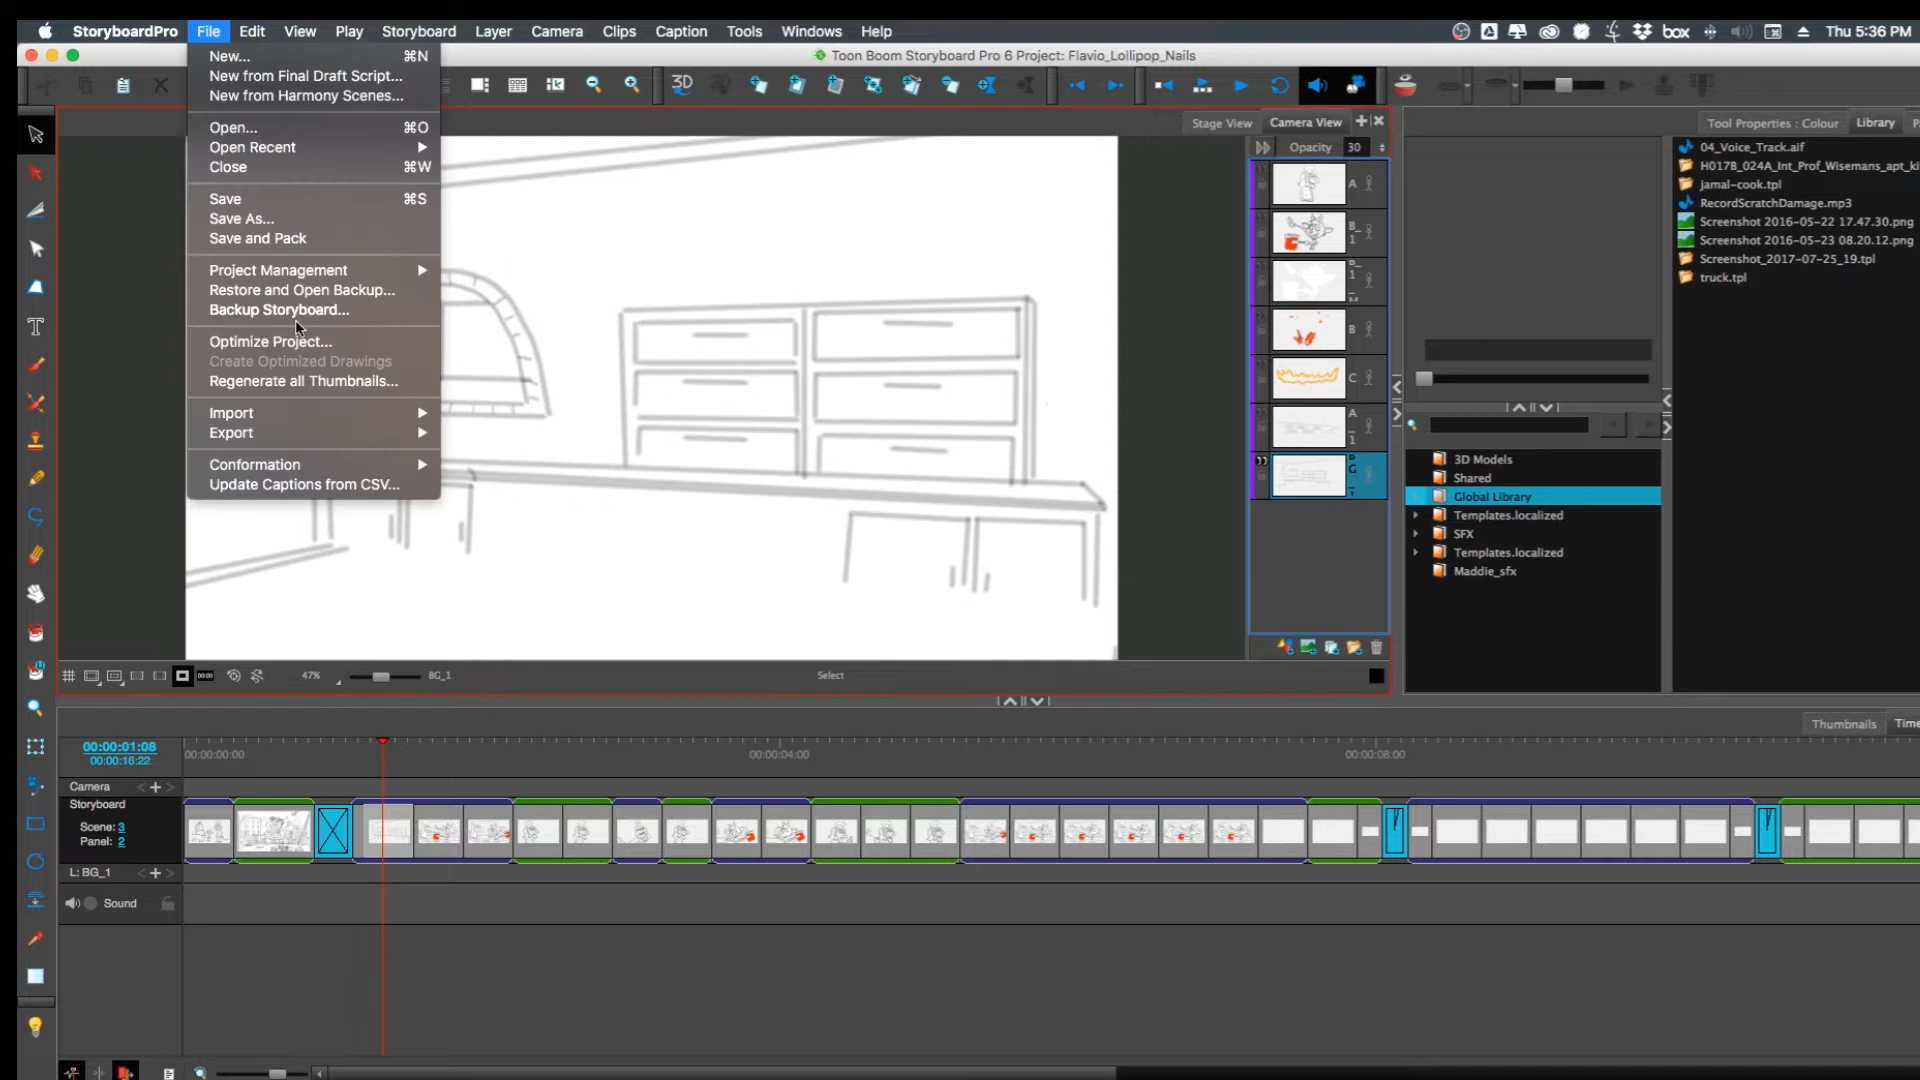 StoryboardPro File Edit View Play Storyboard Layer Camera Clips Caption Tools Windows Help box Thu 5:36 PM
Toon Boom Storyboard Pro 6 Project: Flavio_Lollipop_Nails
New... ⌘N
New from Final Draft Script...
New from Harmony Scenes...
Open... ⌘O
Open Recent
Close ⌘W
Save ⌘S
Save As...
Save and Pack
Project Management
Restore and Open Backup...
Backup Storyboard...
Optimize Project...
Create Optimized Drawings
Regenerate all Thumbnails...
Import
Export
Conformation
Update Captions from CSV...
3D
Stage View Camera View
Opacity 30
A
B_
1
B
C
A
1
G
Tool Properties : Colour Library
04_Voice_Track.aif
H017B_024A_Int_Prof_Wisemans_apt_ki
jamal-cook.tpl
RecordScratchDamage.mp3
Screenshot 2016-05-22 17.47.30.png
Screenshot 2016-05-23 08.20.12.png
Screenshot_2017-07-25_19.tpl
truck.tpl
3D Models
Shared
Global Library
Templates.localized
SFX
Templates.localized
Maddie_sfx
47% BG_1 Select
Thumbnails Time
00:00:01:08
00:00:16:22
00:00:00:00 00:00:04:00 00:00:08:00
Camera
Storyboard
Scene: 3
Panel: 2
L: BG_1
Sound